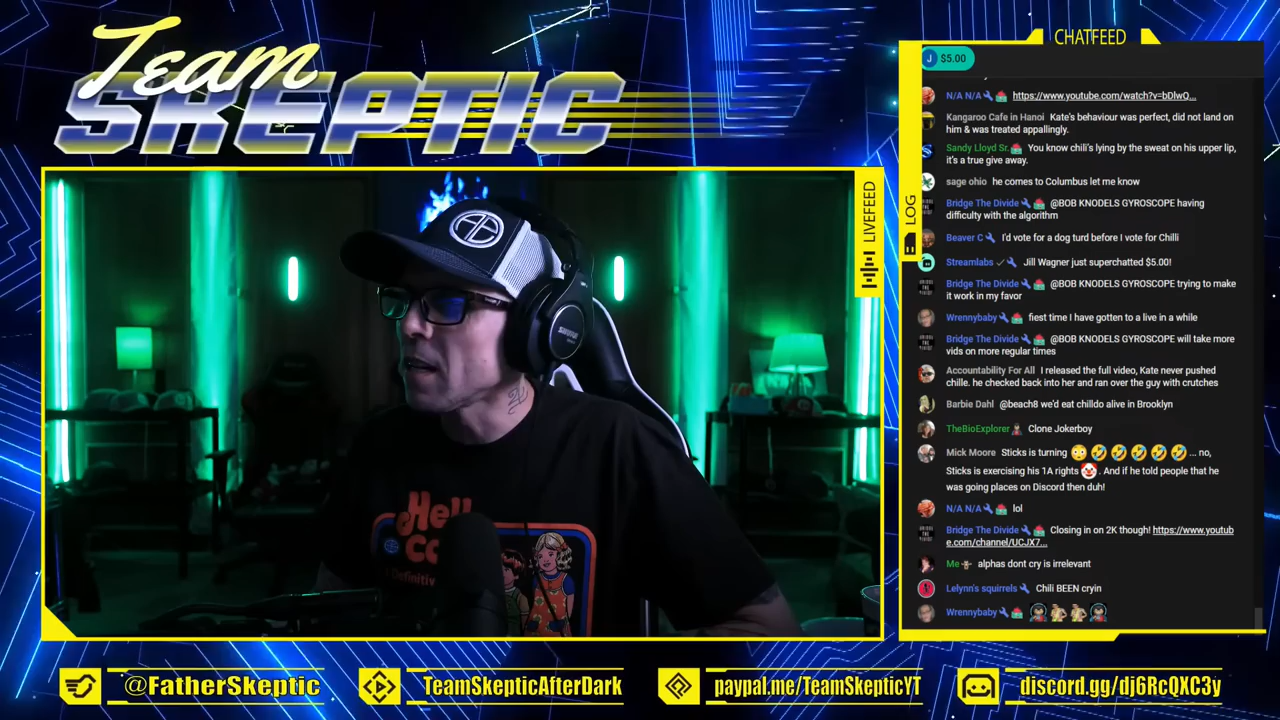 Team
SKEPTIC
CHATFEED
LIVEFEED
LOG
J $5.00
N/A N/A https://www.youtube.com/watch?v=bDlwO...
Kangaroo Cafe in Hanoi Kate's behaviour was perfect, did not land on
him & was treated appallingly.
Sandy Lloyd Sr. You know chili's lying by the sweat on his upper lip,
it's a true give away.
sage ohio he comes to Columbus let me know
Bridge The Divide @BOB KNODELS GYROSCOPE having
difficulty with the algorithm
Beaver C I'd vote for a dog turd before I vote for Chilli
Streamlabs Jill Wagner just superchatted $5.00!
Bridge The Divide @BOB KNODELS GYROSCOPE trying to make
it work in my favor
Wrennybaby fiest time I have gotten to a live in a while
Bridge The Divide @BOB KNODELS GYROSCOPE will take more
vids on more regular times
Accountability For All I released the full video, Kate never pushed
chille. he checked back into her and ran over the guy with crutches
Barbie Dahl @beach8 we'd eat chilldo alive in Brooklyn
TheBioExplorer Clone Jokerboy
Mick Moore Sticks is turning 😳🤣🤣🤣🤣🤣 ... no,
Sticks is exercising his 1A rights🤡. And if he told people that he
was going places on Discord then duh!
N/A N/A lol
Bridge The Divide Closing in on 2K though! https://www.youtub
e.com/channel/UCJX7...
Me alphas dont cry is irrelevant
Lelynn's squirrels Chili BEEN cryin
Wrennybaby
SHURE
Hell
Definitiv
@FatherSkeptic
TeamSkepticAfterDark
paypal.me/TeamSkepticYT
discord.gg/dj6RcQXC3v